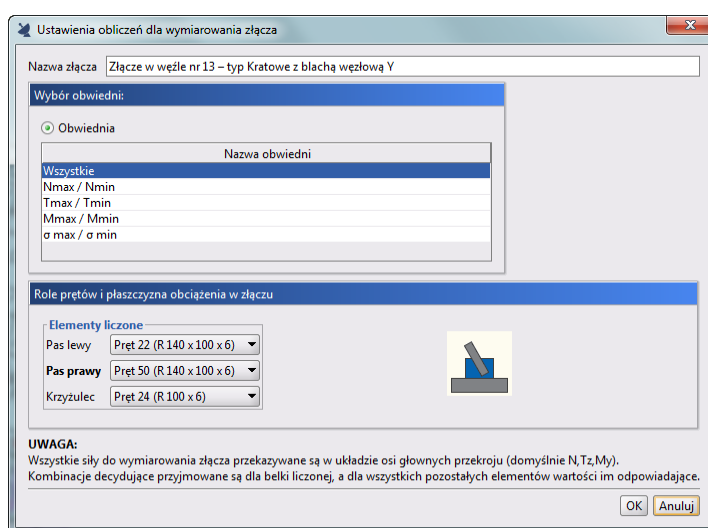 Ustawienia obliczeń dla wymiarowania złącza
Nazwa złącza Złącze w węźle nr 13 – typ Kratowe z blachą węzłową Y
Wybór obwiedni:
Obwiednia
Nazwa obwiedni
Wszystkie
Nmax / Nmin
Tmax / Tmin
Mmax / Mmin
σ max / σ min
Role prętów i płaszczyzna obciążenia w złączu
Elementy liczone
Pas lewy Pręt 22 (R 140 x 100 x 6)
Pas prawy Pręt 50 (R 140 x 100 x 6)
Krzyżulec Pręt 24 (R 100 x 6)
UWAGA:
Wszystkie siły do wymiarowania złącza przekazywane są w układzie osi głownych przekroju (domyślnie N,Tz,My).
Kombinacje decydujące przyjmowane są dla belki liczonej, a dla wszystkich pozostałych elementów wartości im odpowiadające.
OK Anuluj